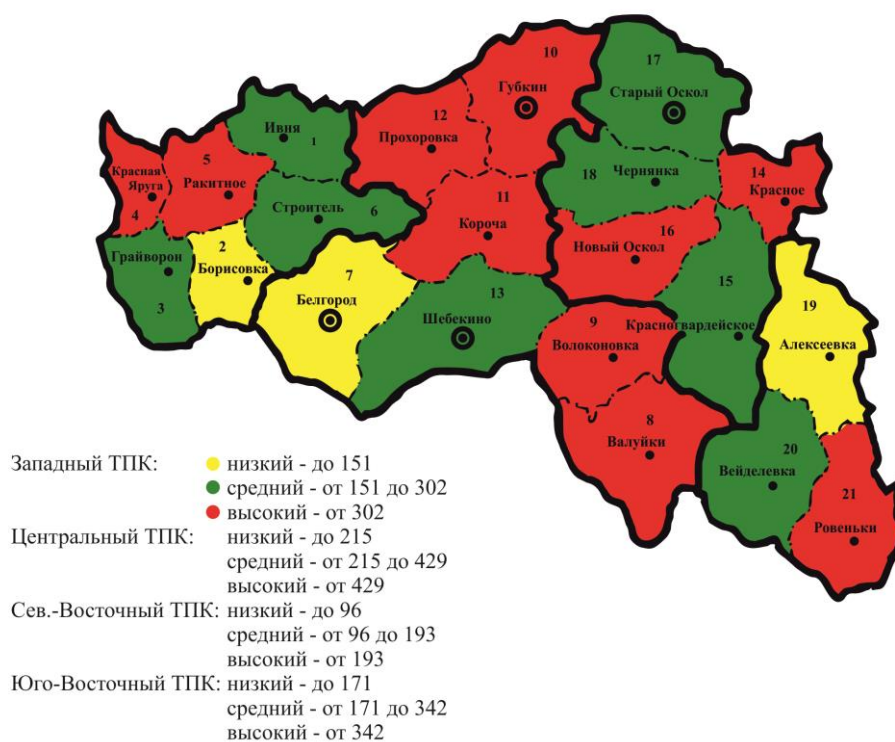 10
17
Губкин
Старый Оскол
12
Ивня
1
Прохоровка
5
Красная
Яруга
Ракитное
18
Чернянка
14
Красное
4
Строитель
6
11
Короча
16
Новый Оскол
2
Грайворон
Борисовка
7
15
Белгород
13
3
Шебекино
9
Красногвардейское
Волоконовка
19
Алексеевка
8
Валуйки
20
Вейделевка
21
Ровеньки
Западный ТПК: низкий - до 151
средний - от 151 до 302
высокий - от 302
Центральный ТПК: низкий - до 215
средний - от 215 до 429
высокий - от 429
Сев.-Восточный ТПК: низкий - до 96
средний - от 96 до 193
высокий - от 193
Юго-Восточный ТПК: низкий - до 171
средний - от 171 до 342
высокий - от 342